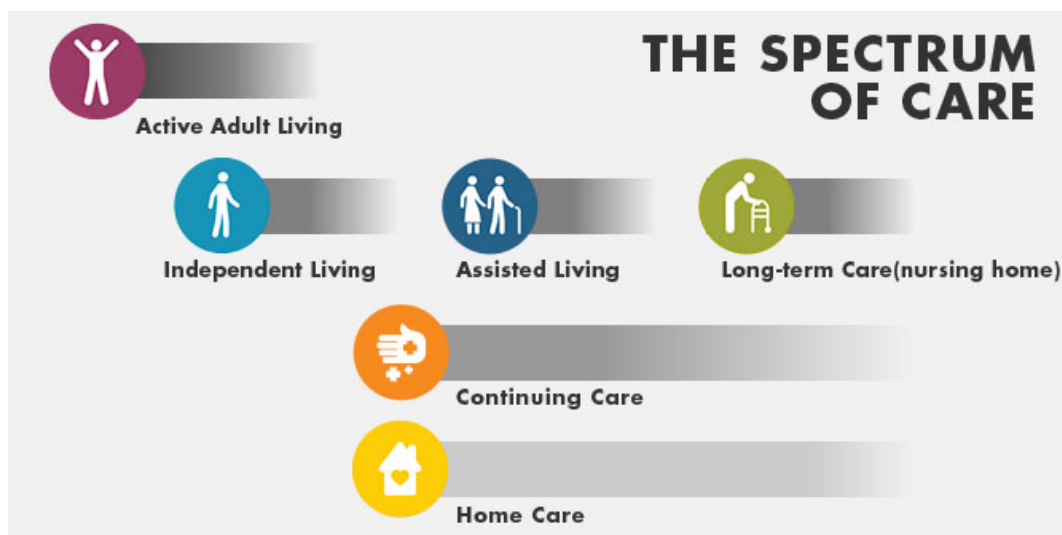 THE SPECTRUM
OF CARE
Active Adult Living
Independent Living
Assisted Living
Long-term Care(nursing home)
Continuing Care
Home Care